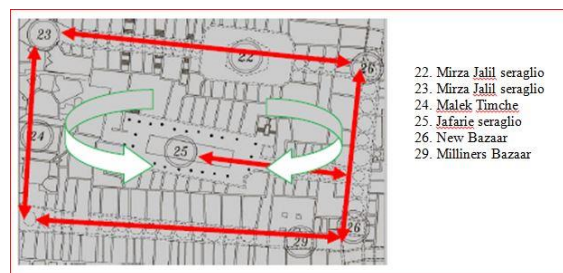 23
22
26
24
25
29
26
22. Mirza Jalil seraglio
23. Mirza Jalil seraglio
24. Malek Timche
25. Jafarie seraglio
26. New Bazaar
29. Milliners Bazaar